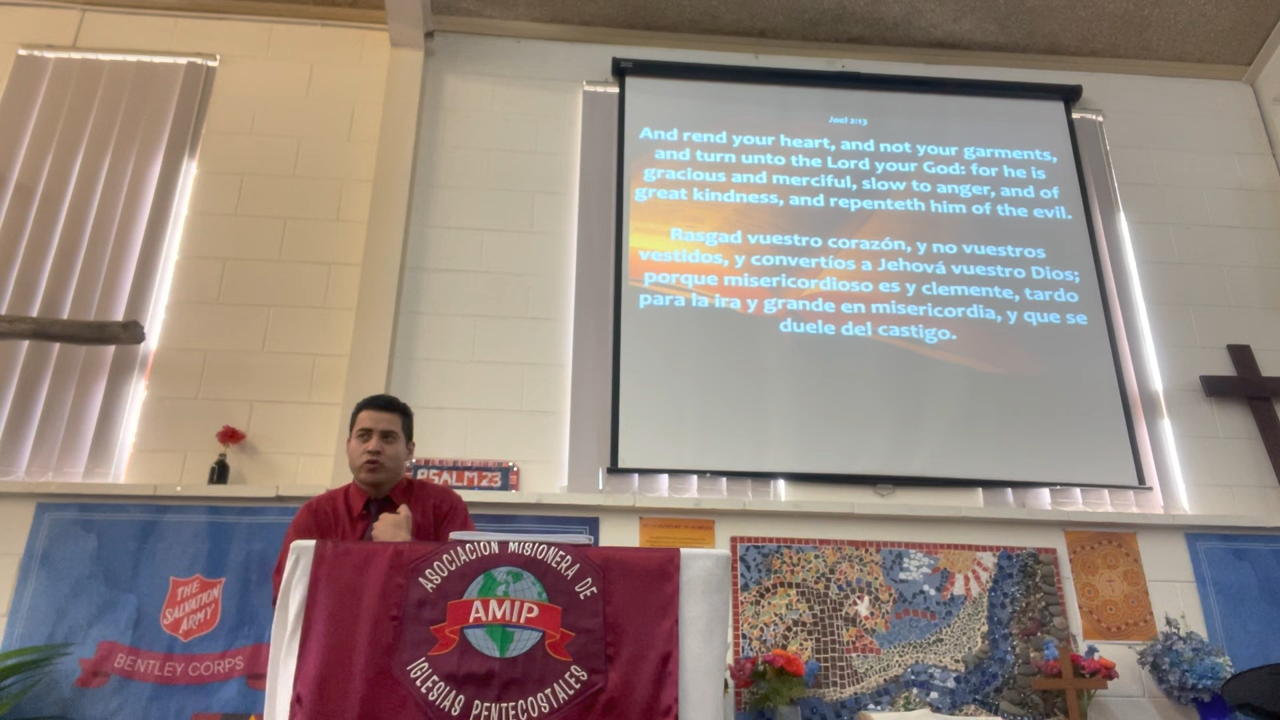 Joel 2:13
And rend your heart, and not your garments,
and turn unto the Lord your God: for he is
gracious and merciful, slow to anger, and of
great kindness, and repenteth him of the evil.
Rasgad vuestro corazón, y no vuestros
vestidos, y convertíos a Jehová vuestro Dios;
porque misericordioso es y clemente, tardo
para la ira y grande en misericordia, y que se
duele del castigo.
PSALM 23
THE
SALVATION
ARMY
BENTLEY CORPS
ASOCIACION MISIONERA DE
AMIP
IGLESIAS PENTECOSTALES